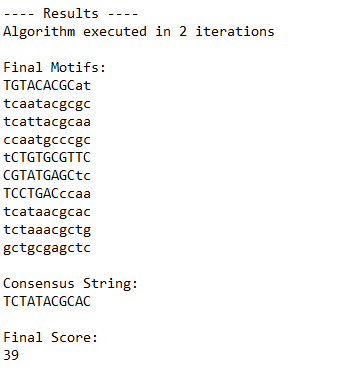 ---- Results ----
Algorithm executed in 2 iterations
Final Motifs:
TGTACACGCat
tcaatacgcgc
tcattacgcaa
ccaatgcccgc
tCTGTGCGTTC
CGTATGAGCtc
TCCTGACccaa
tcataacgcac
tctaaacgctg
gctgcgagctc
Consensus String:
TCTATACGCAC
Final Score:
39